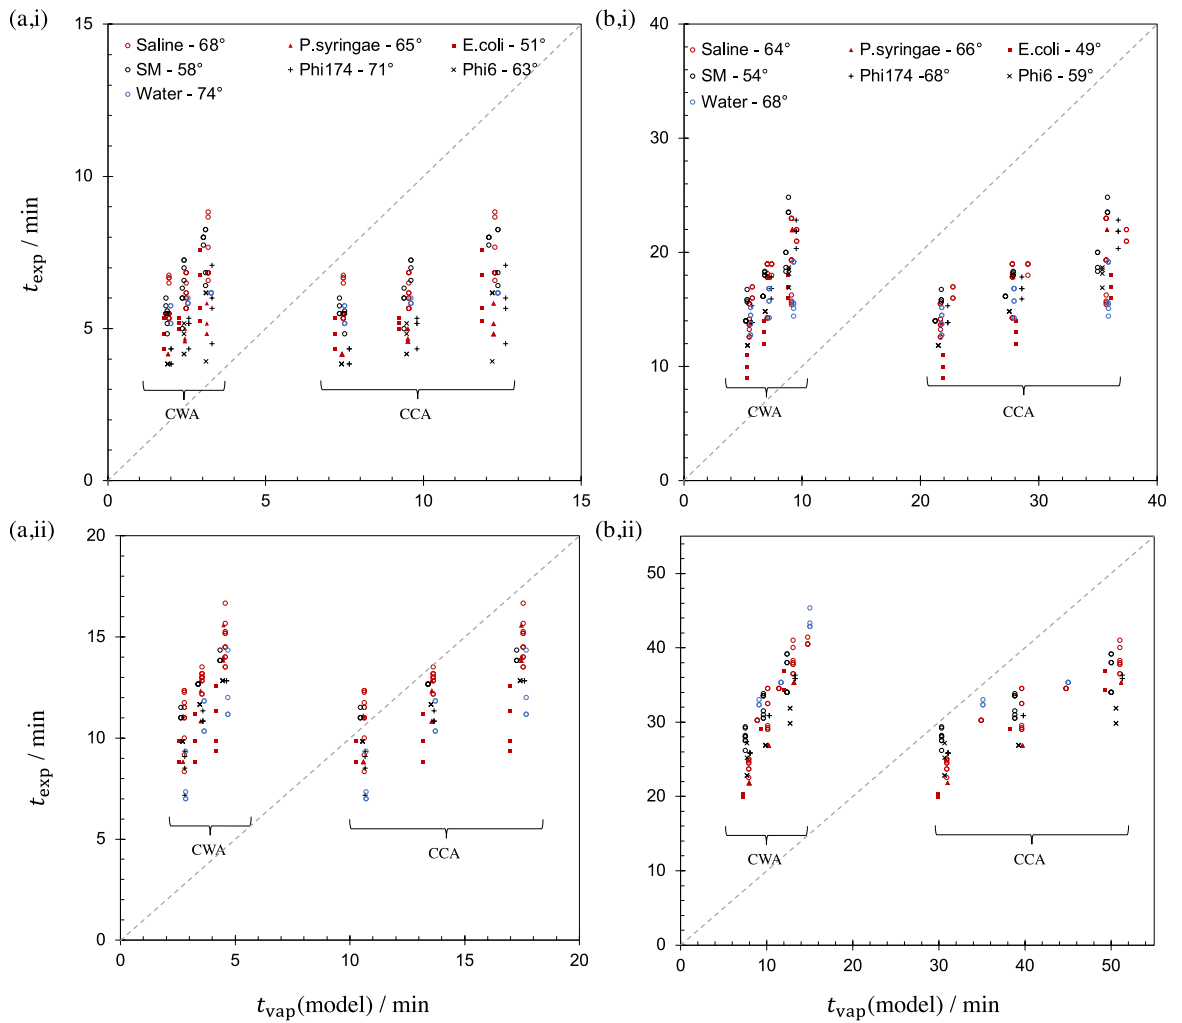 (a,i)
15
10
5
0
0
5
10
15
Saline - 68°
P.syringae - 65°
E.coli - 51°
SM - 58°
Phi174 - 71°
Phi6 - 63°
Water - 74°
CWA
CCA
t_exp / min
(b,i)
40
30
20
10
0
0
10
20
30
40
Saline - 64°
P.syringae - 66°
E.coli - 49°
SM - 54°
Phi174 -68°
Phi6 - 59°
Water - 68°
CWA
CCA
(a,ii)
20
15
10
5
0
0
5
10
15
20
CWA
CCA
t_exp / min
t_vap(model) / min
(b,ii)
50
40
30
20
10
0
0
10
20
30
40
50
CWA
CCA
t_vap(model) / min